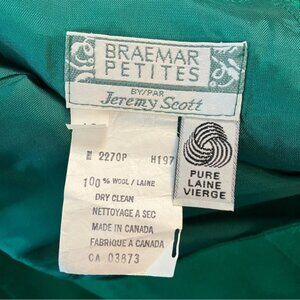 BRAEMAR
PETITES
BY/PAR
Jeremy Scott
2270P H197
100 % WOOL / LAINE
DRY CLEAN
NETTOYAGE A SEC
MADE IN CANADA
FABRIQUE A CANADA
CA 03873
PURE
LAINE
VIERGE